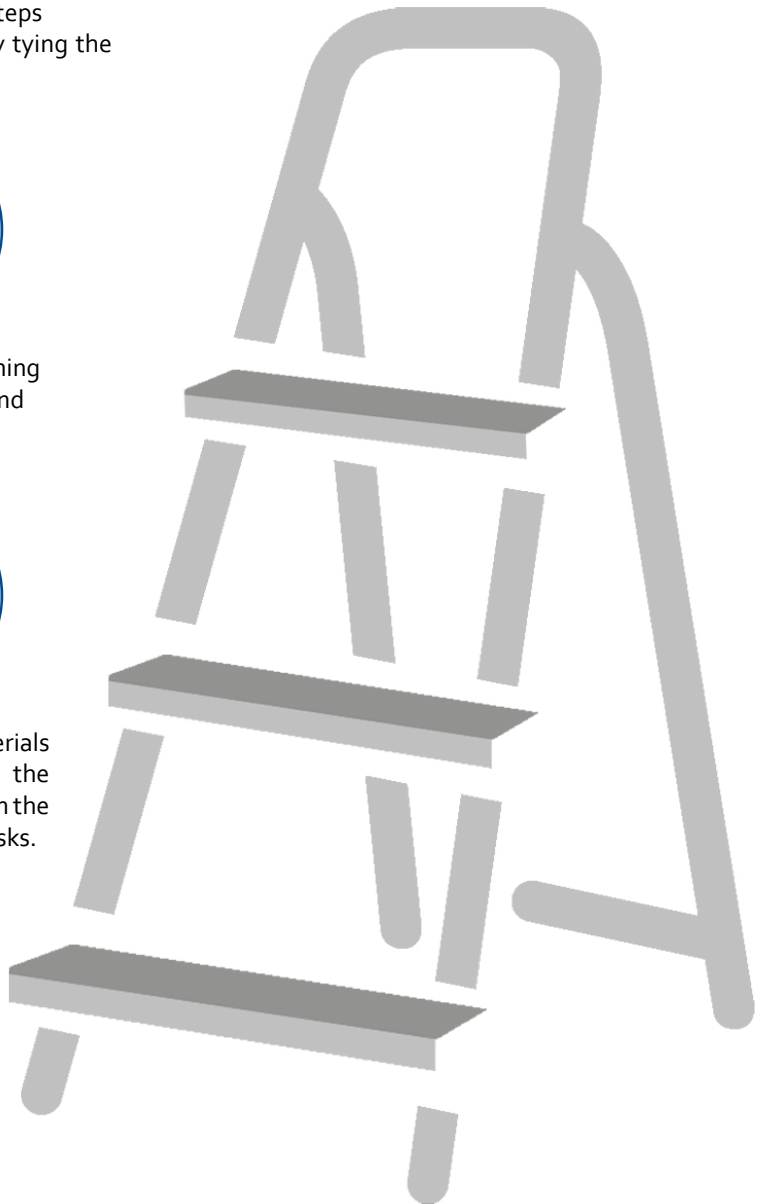 teps
tying the
ning
nd
erials
the
n the
sks.